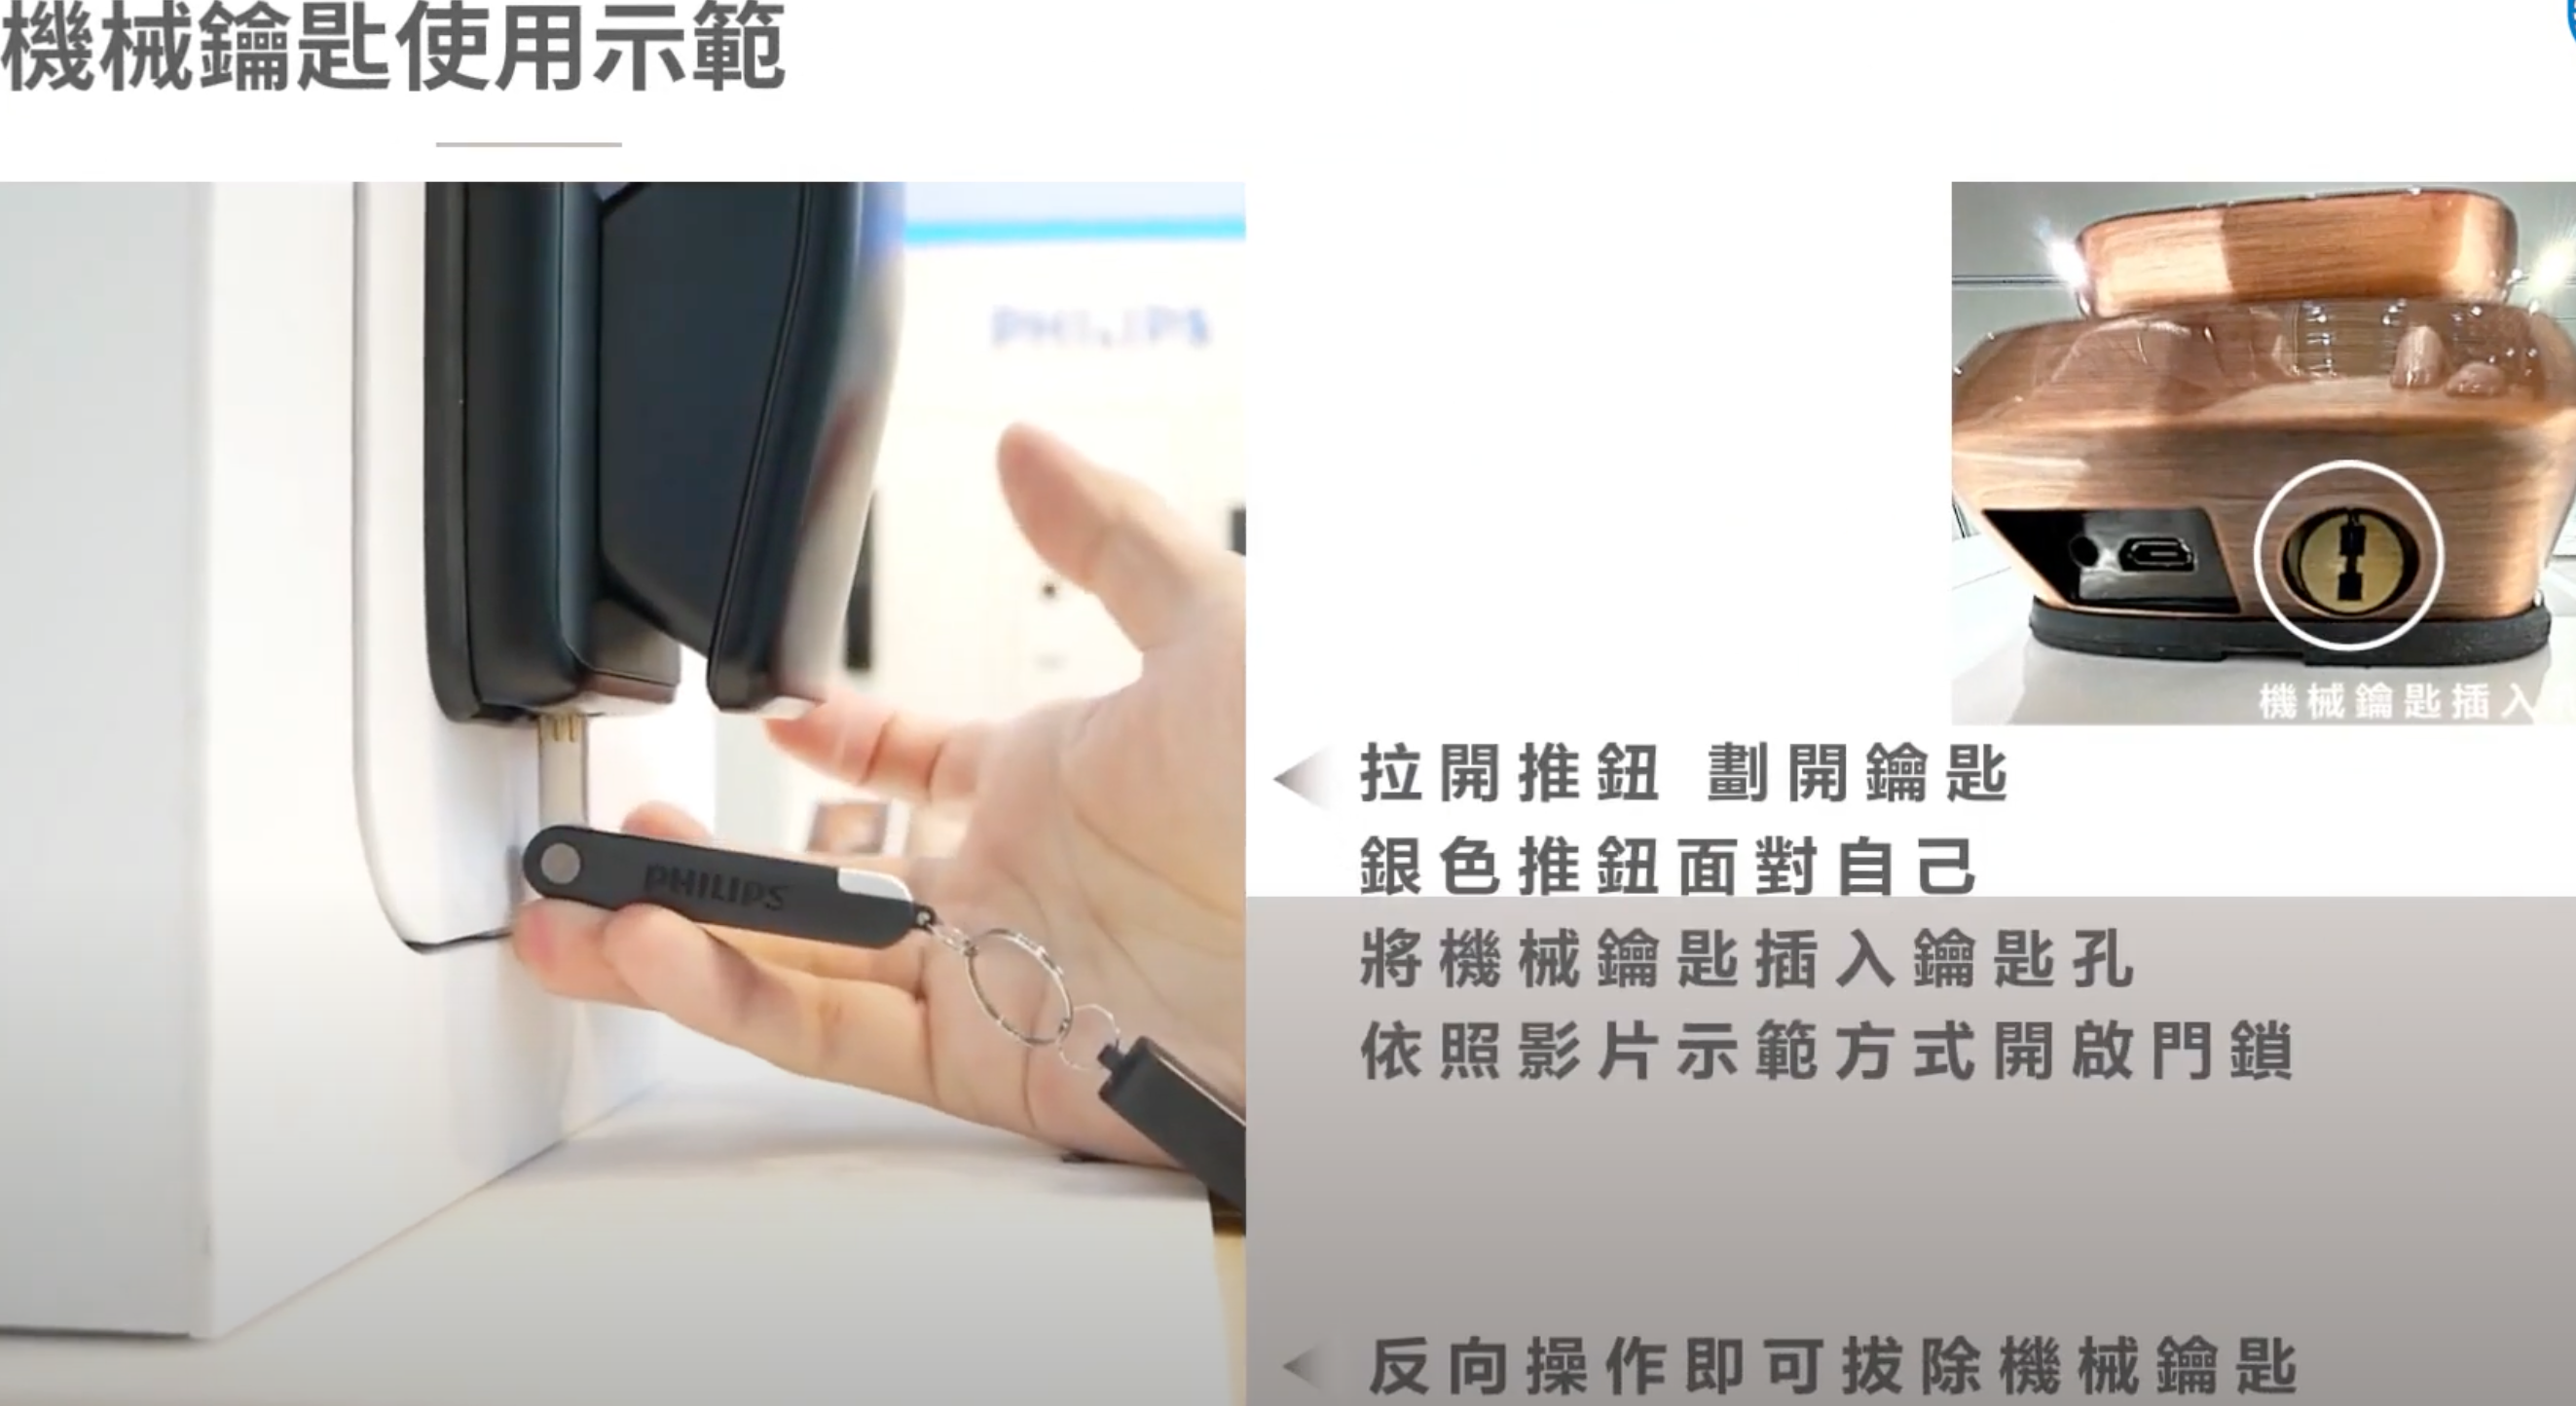 機械鑰匙使用示範
PHILIPS
PHILIPS
機械鑰匙插入
拉開推鈕 劃開鑰匙
銀色推鈕面對自己
將機械鑰匙插入鑰匙孔
依照影片示範方式開啟門鎖
反向操作即可拔除機械鑰匙